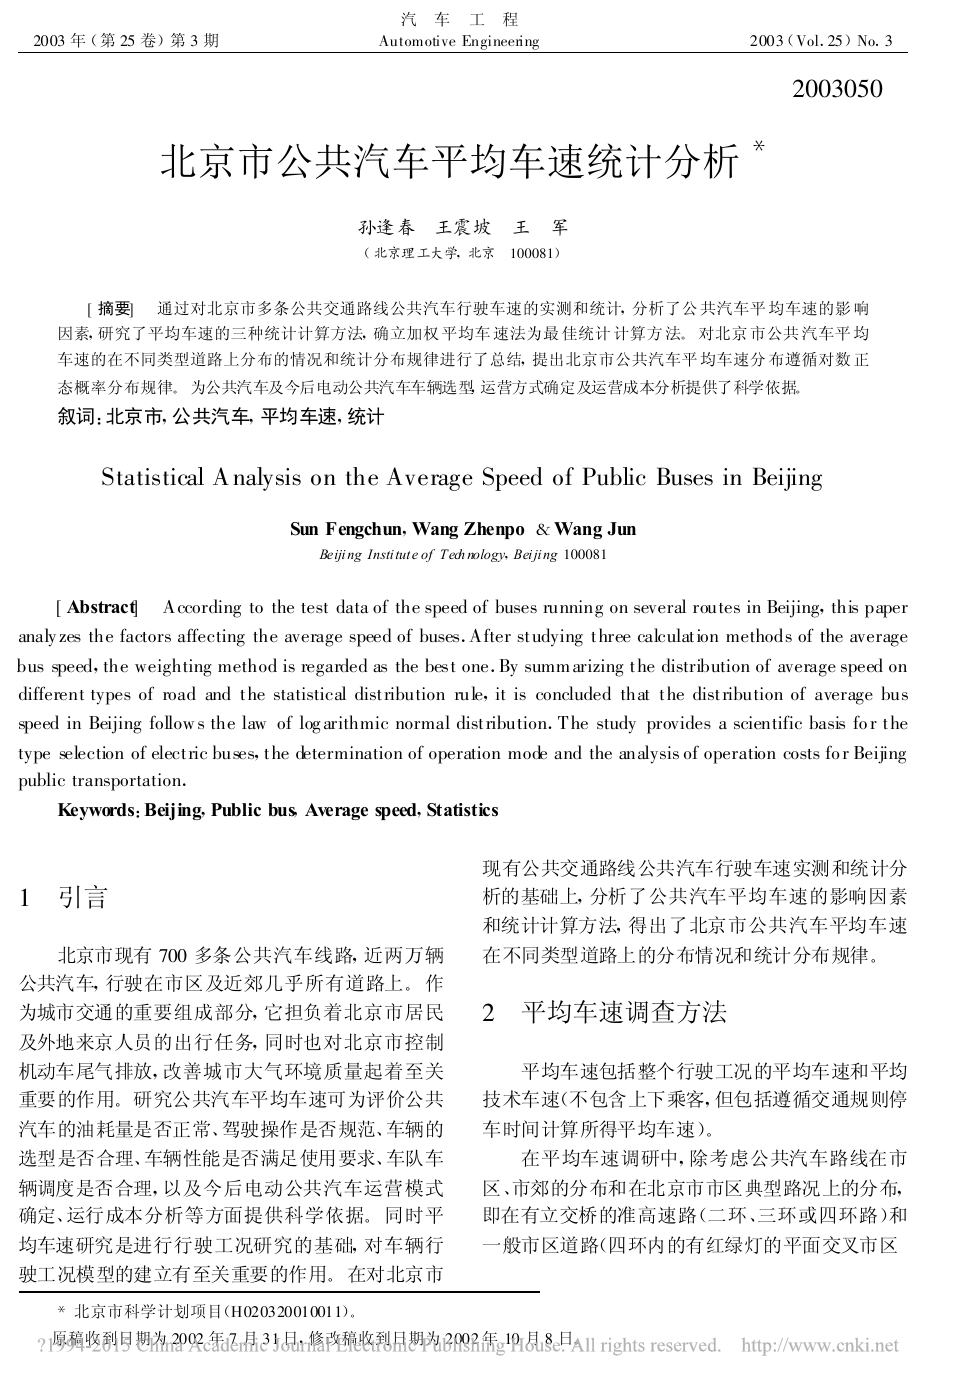 汽 车 工 程
2003 年(第 25 卷)第 3 期
Automotive Engineering
2003(Vol.25)No.3
2003050
北京市公共汽车平均车速统计分析*
孙逢春 王震坡 王 军
(北京理工大学,北京 100081)
[摘要] 通过对北京市多条公共交通路线公共汽车行驶车速的实测和统计,分析了公共汽车平均车速的影响
因素,研究了平均车速的三种统计计算方法,确立加权平均车速法为最佳统计计算方法。对北京市公共汽车平均
车速的在不同类型道路上分布的情况和统计分布规律进行了总结,提出北京市公共汽车平均车速分布遵循对数正
态概率分布规律。为公共汽车及今后电动公共汽车车辆选型,运营方式确定及运营成本分析提供了科学依据。
叙词:北京市,公共汽车,平均车速,统计
Statistical Analysis on the Average Speed of Public Buses in Beijing
Sun Fengchun, Wang Zhenpo & Wang Jun
Beijing Institute of Technology, Beijing 100081
[Abstract] According to the test data of the speed of buses running on several routes in Beijing, this paper
analyzes the factors affecting the average speed of buses. After studying three calculation methods of the average
bus speed, the weighting method is regarded as the best one. By summarizing the distribution of average speed on
different types of road and the statistical distribution rule, it is concluded that the distribution of average bus
speed in Beijing follows the law of logarithmic normal distribution. The study provides a scientific basis for the
type selection of electric buses, the determination of operation mode and the analysis of operation costs for Beijing
public transportation.
Keywords: Beijing, Public bus, Average speed, Statistics
1 引言
北京市现有 700 多条公共汽车线路,近两万辆
公共汽车,行驶在市区及近郊几乎所有道路上。作
为城市交通的重要组成部分,它担负着北京市居民
及外地来京人员的出行任务,同时也对北京市控制
机动车尾气排放,改善城市大气环境质量起着至关
重要的作用。研究公共汽车平均车速可为评价公共
汽车的油耗量是否正常、驾驶操作是否规范、车辆的
选型是否合理、车辆性能是否满足使用要求、车队车
辆调度是否合理,以及今后电动公共汽车运营模式
确定、运行成本分析等方面提供科学依据。同时平
均车速研究是进行行驶工况研究的基础,对车辆行
驶工况模型的建立有至关重要的作用。在对北京市
现有公共交通路线公共汽车行驶车速实测和统计分
析的基础上,分析了公共汽车平均车速的影响因素
和统计计算方法,得出了北京市公共汽车平均车速
在不同类型道路上的分布情况和统计分布规律。
2 平均车速调查方法
平均车速包括整个行驶工况的平均车速和平均
技术车速(不包含上下乘客,但包括遵循交通规则停
车时间计算所得平均车速)。
在平均车速调研中,除考虑公共汽车路线在市
区、市郊的分布和在北京市市区典型路况上的分布,
即在有立交桥的准高速路(二环、三环或四环路)和
一般市区道路(四环内的有红绿灯的平面交叉市区
* 北京市科学计划项目(H020320010011)。
原稿收到日期为 2002 年 7 月 31 日,修改稿收到日期为 2002 年 10 月 8 日。
?1994-2015 China Academic Journal Electronic Publishing House. All rights reserved. http://www.cnki.net